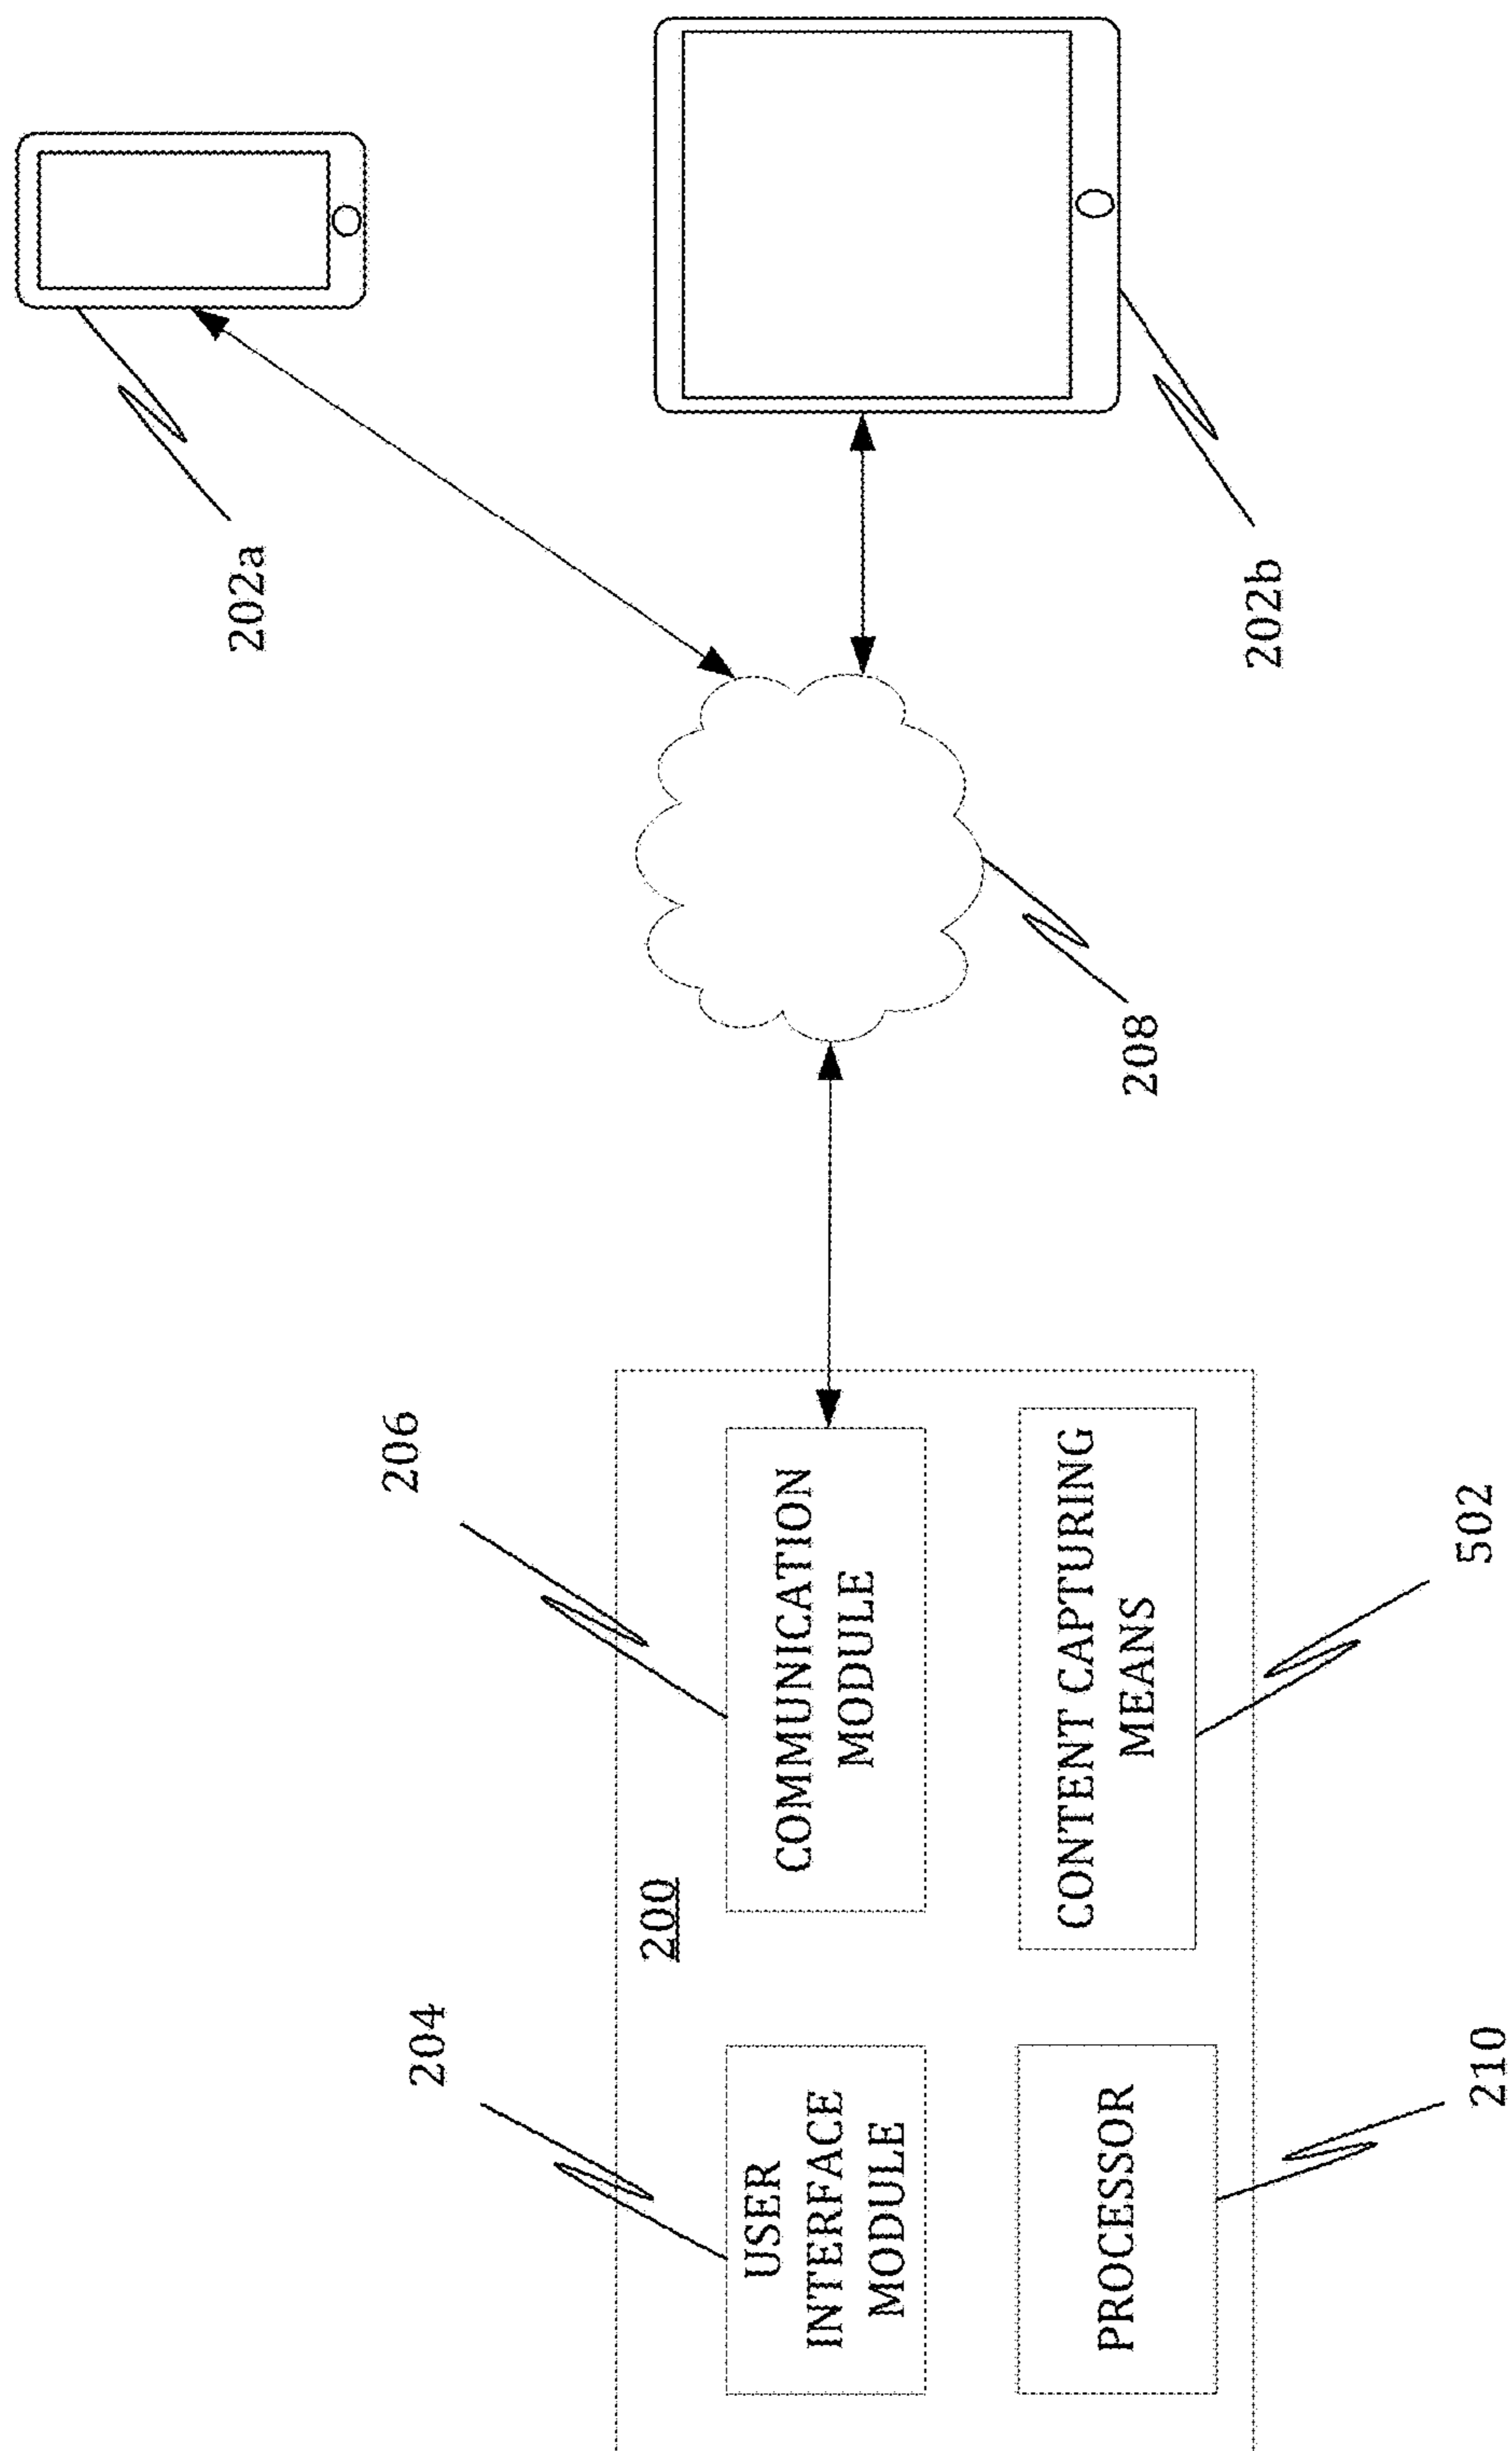 202a
202b
208
206
204
200
COMMUNICATION
MODULE
USER
INTERFACE
MODULE
CONTENT CAPTURING
MEANS
PROCESSOR
502
210